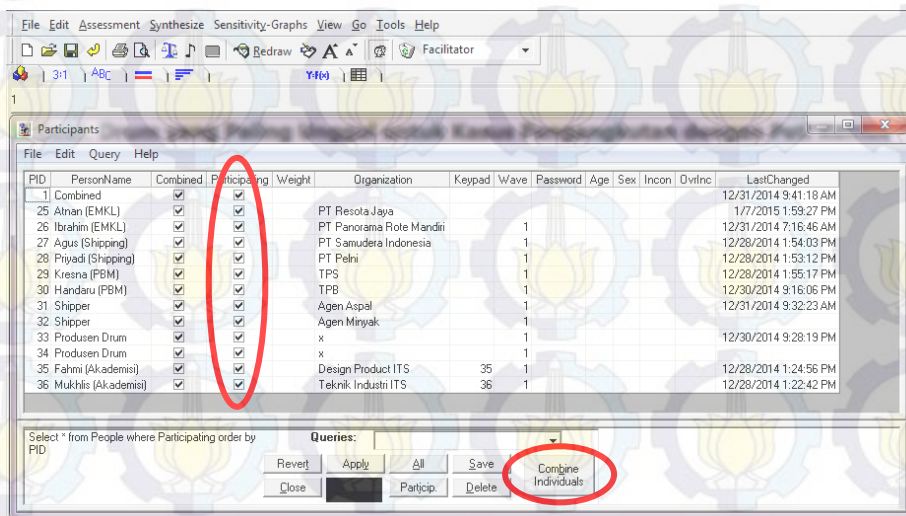 File Edit Assessment Synthesize Sensitivity-Graphs View Go Tools Help
Redraw A A Facilitator
3:1 ABC Y=F(x)
1
Participants
File Edit Query Help
PID PersonName Combined Participating Weight Organization Keypad Wave Password Age Sex Incon OvrInc LastChanged
1 Combined 12/31/2014 9:41:18 AM
25 Atnan (EMKL) PT Resota Jaya 1/7/2015 1:59:27 PM
26 Ibrahim (EMKL) PT Panorama Rote Mandiri 1 12/31/2014 7:16:46 AM
27 Agus (Shipping) PT Samudera Indonesia 1 12/28/2014 1:54:03 PM
28 Priyadi (Shipping) PT Pelni 1 12/28/2014 1:53:12 PM
29 Kresna (PBM) TPS 1 12/28/2014 1:55:17 PM
30 Handaru (PBM) TPB 1 12/30/2014 9:16:06 PM
31 Shipper Agen Aspal 1 12/31/2014 9:32:23 AM
32 Shipper Agen Minyak 1
33 Produsen Drum x 1 12/30/2014 9:28:19 PM
34 Produsen Drum x 1
35 Fahmi (Akademisi) Design Product ITS 35 1 12/28/2014 1:24:56 PM
36 Mukhlis (Akademisi) Teknik Industri ITS 36 1 12/28/2014 1:22:42 PM
Select * from People where Participating order by PID
Queries:
Revert Apply All Save Combine Individuals
Close Particip. Delete